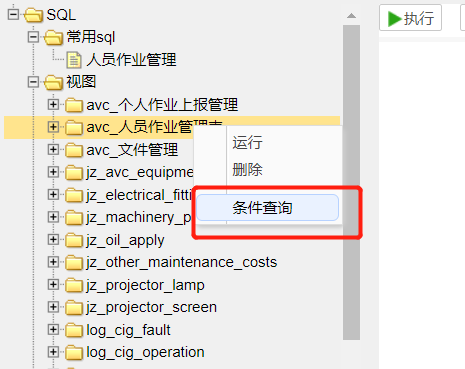 SQL
执行
常用sql
人员作业管理
视图
avc_个人作业上报管理
avc_人员作业管理表
运行
avc_文件管理
删除
jz_avc_equipme
jz_electrical_fitti
条件查询
jz_machinery_p
jz_oil_apply
jz_other_maintenance_costs
jz_projector_lamp
jz_projector_screen
log_cig_fault
log_cig_operation